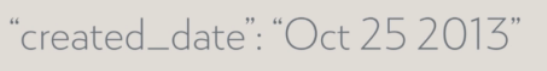 “created_date”: “Oct 25 2013”